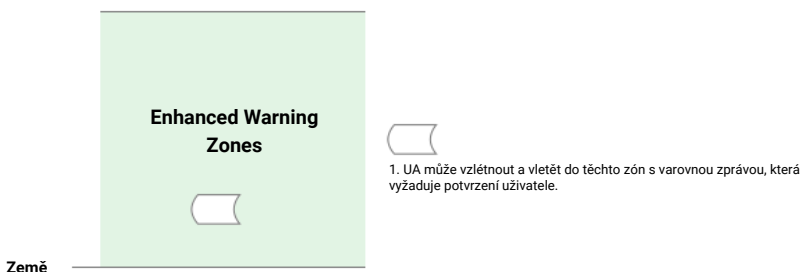 Enhanced Warning
Zones
1. UA může vzlétnout a vletět do těchto zón s varovnou zprávou, která
vyžaduje potvrzení uživatele.
Země